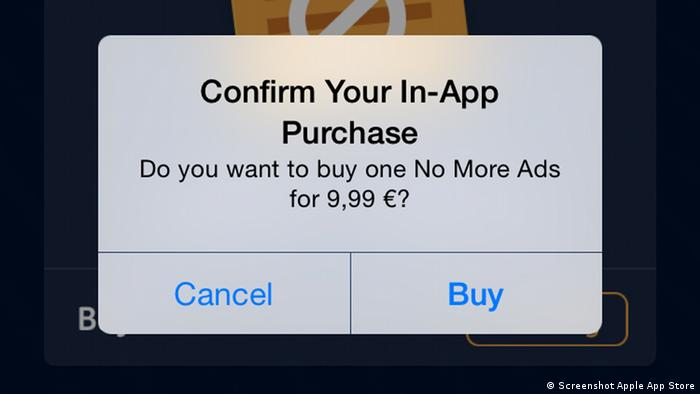 Confirm Your In-App
Purchase
Do you want to buy one No More Ads
for 9,99 €?
Cancel
Buy
© Screenshot Apple App Store